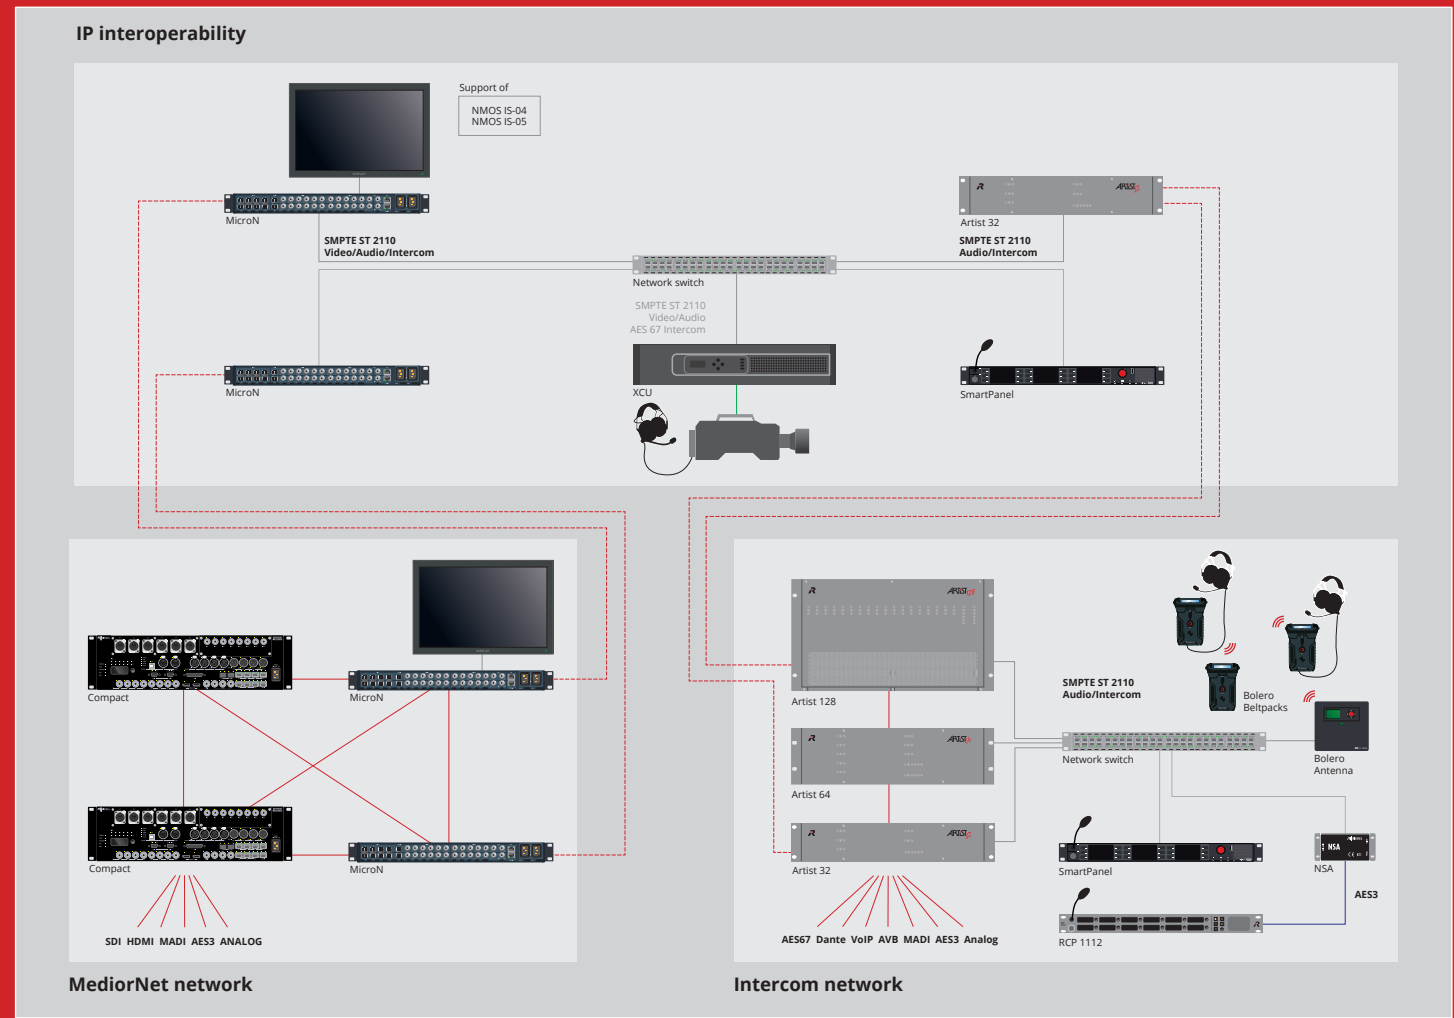 IP interoperability
Support of
NMOS IS-04
NMOS IS-05
MicroN
SMPTE ST 2110
Video/Audio/Intercom
R
ARTIST
Artist 32
SMPTE ST 2110
Audio/Intercom
Network switch
SMPTE ST 2110
Video/Audio
AES 67 Intercom
MicroN
XCU
SmartPanel
Compact
MicroN
Compact
MicroN
SDI HDMI MADI AES3 ANALOG
MediorNet network
R
ARTIST
Artist 128
R
ARTIST
Artist 64
R
ARTIST
Artist 32
AES67 Dante VoIP AVB MADI AES3 Analog
SMPTE ST 2110
Audio/Intercom
Bolero
Beltpacks
Network switch
Bolero
Antenna
SmartPanel
NSA
NSA
AES3
RCP 1112
Intercom network